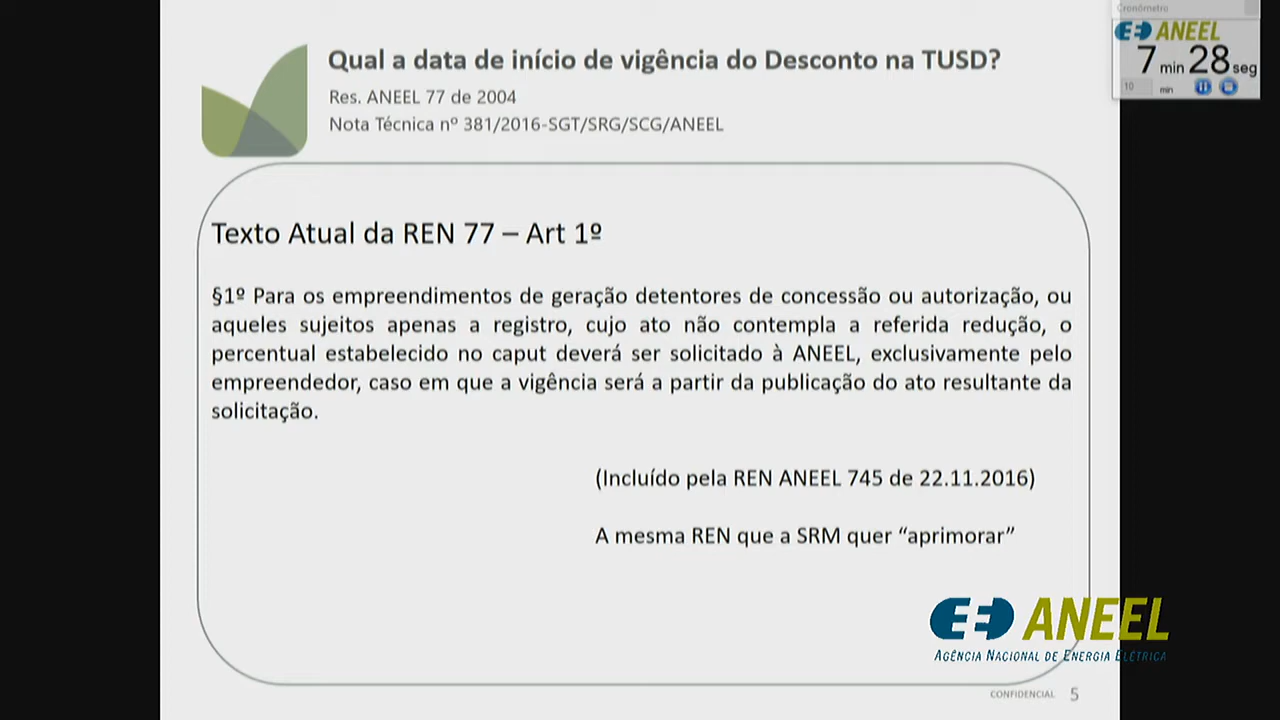 Cronômetro
ANEEL
7 min 28 seg
10 min
Qual a data de início de vigência do Desconto na TUSD?
Res. ANEEL 77 de 2004
Nota Técnica nº 381/2016-SGT/SRG/SCG/ANEEL
Texto Atual da REN 77 – Art 1º
§1º Para os empreendimentos de geração detentores de concessão ou autorização, ou
aqueles sujeitos apenas a registro, cujo ato não contempla a referida redução, o
percentual estabelecido no caput deverá ser solicitado à ANEEL, exclusivamente pelo
empreendedor, caso em que a vigência será a partir da publicação do ato resultante da
solicitação.
(Incluído pela REN ANEEL 745 de 22.11.2016)
A mesma REN que a SRM quer “aprimorar”
ANEEL
AGÊNCIA NACIONAL DE ENERGIA ELÉTRICA
CONFIDENCIAL 5